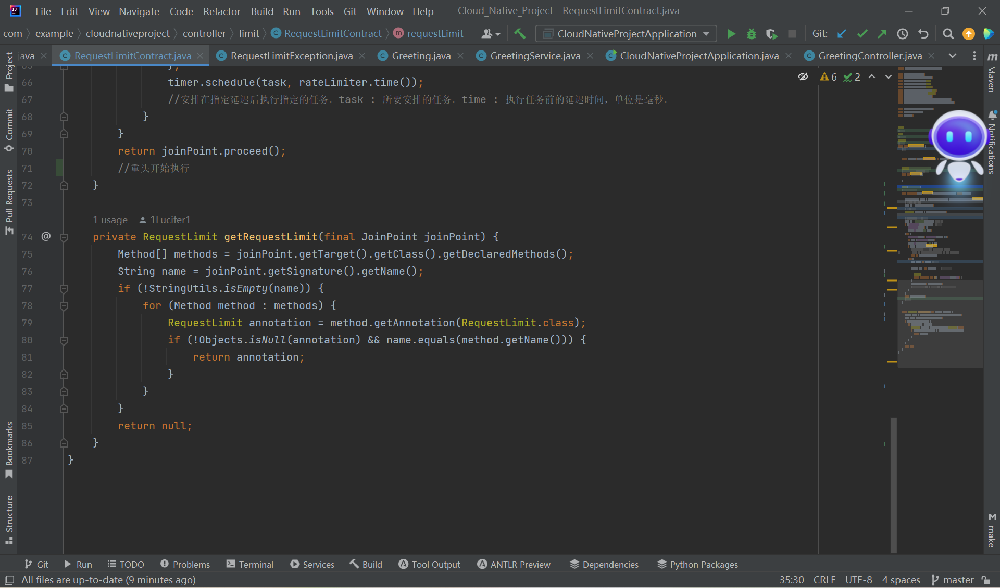 File Edit View Navigate Code Refactor Build Run Tools Git Window Help Cloud_Native_Project - RequestLimitContract.java
com example cloudnativeproject controller limit RequestLimitContract requestLimit CloudNativeProjectApplication Git:
java RequestLimitContract.java RequestLimitException.java Greeting.java GreetingService.java CloudNativeProjectApplication.java GreetingController.java
65 };
66 timer.schedule(task, rateLimiter.time());
67 //安排在指定延迟后执行指定的任务。task : 所要安排的任务。time : 执行任务前的延迟时间，单位是毫秒。
68 }
69 }
70 return joinPoint.proceed();
71 //重头开始执行
72 }
73
1 usage 1Lucifer1
74 @ private RequestLimit getRequestLimit(final JoinPoint joinPoint) {
75 Method[] methods = joinPoint.getTarget().getClass().getDeclaredMethods();
76 String name = joinPoint.getSignature().getName();
77 if (!StringUtils.isEmpty(name)) {
78 for (Method method : methods) {
79 RequestLimit annotation = method.getAnnotation(RequestLimit.class);
80 if (!Objects.isNull(annotation) && name.equals(method.getName())) {
81 return annotation;
82 }
83 }
84 }
85 return null;
86 }
87 }
6 2
Project
Commit
Pull Requests
Bookmarks
Structure
m Maven
Notifications
M make
Git Run TODO Problems Terminal Services Build Tool Output ANTLR Preview Dependencies Python Packages
All files are up-to-date (9 minutes ago) 35:30 CRLF UTF-8 4 spaces master